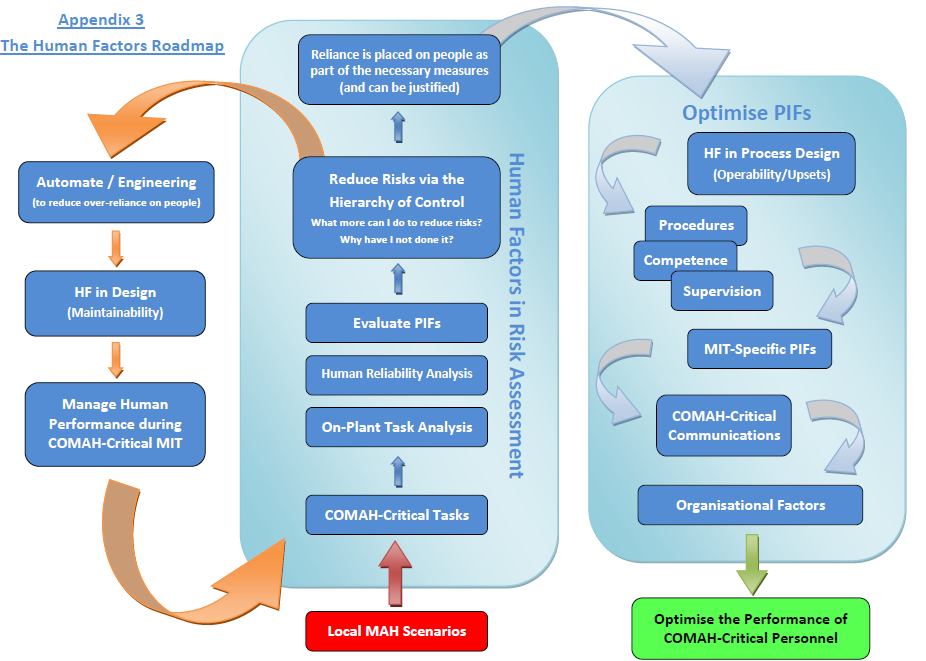 Appendix 3
The Human Factors Roadmap
Reliance is placed on people as
part of the necessary measures
(and can be justified)
Reduce Risks via the
Hierarchy of Control
What more can I do to reduce risks?
Why have I not done it?
Evaluate PIFs
Human Reliability Analysis
On-Plant Task Analysis
COMAH-Critical Tasks
Local MAH Scenarios
Human Factors in Risk Assessment
Automate / Engineering
(to reduce over-reliance on people)
HF in Design
(Maintainability)
Manage Human
Performance during
COMAH-Critical MIT
Optimise PIFs
HF in Process Design
(Operability/Upsets)
Procedures
Competence
Supervision
MIT-Specific PIFs
COMAH-Critical
Communications
Organisational Factors
Optimise the Performance of
COMAH-Critical Personnel